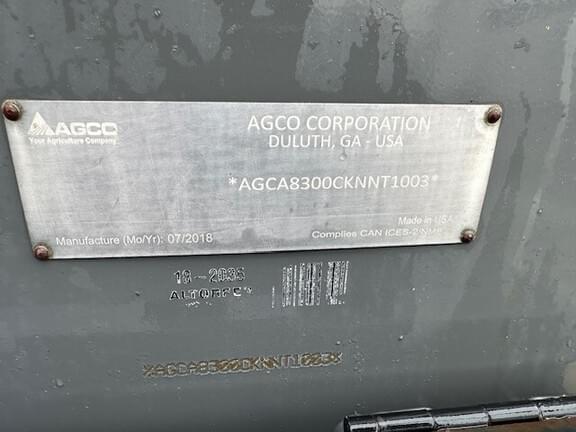 AGCO
Your Agriculture Company
AGCO CORPORATION
DULUTH, GA - USA
*AGCA8300CKNNT1003*
Made in USA
Manufacture (Mo/Yr): 07/2018
Complies CAN ICES-2/NMB-2
*AGCA8300CKNNT1003*